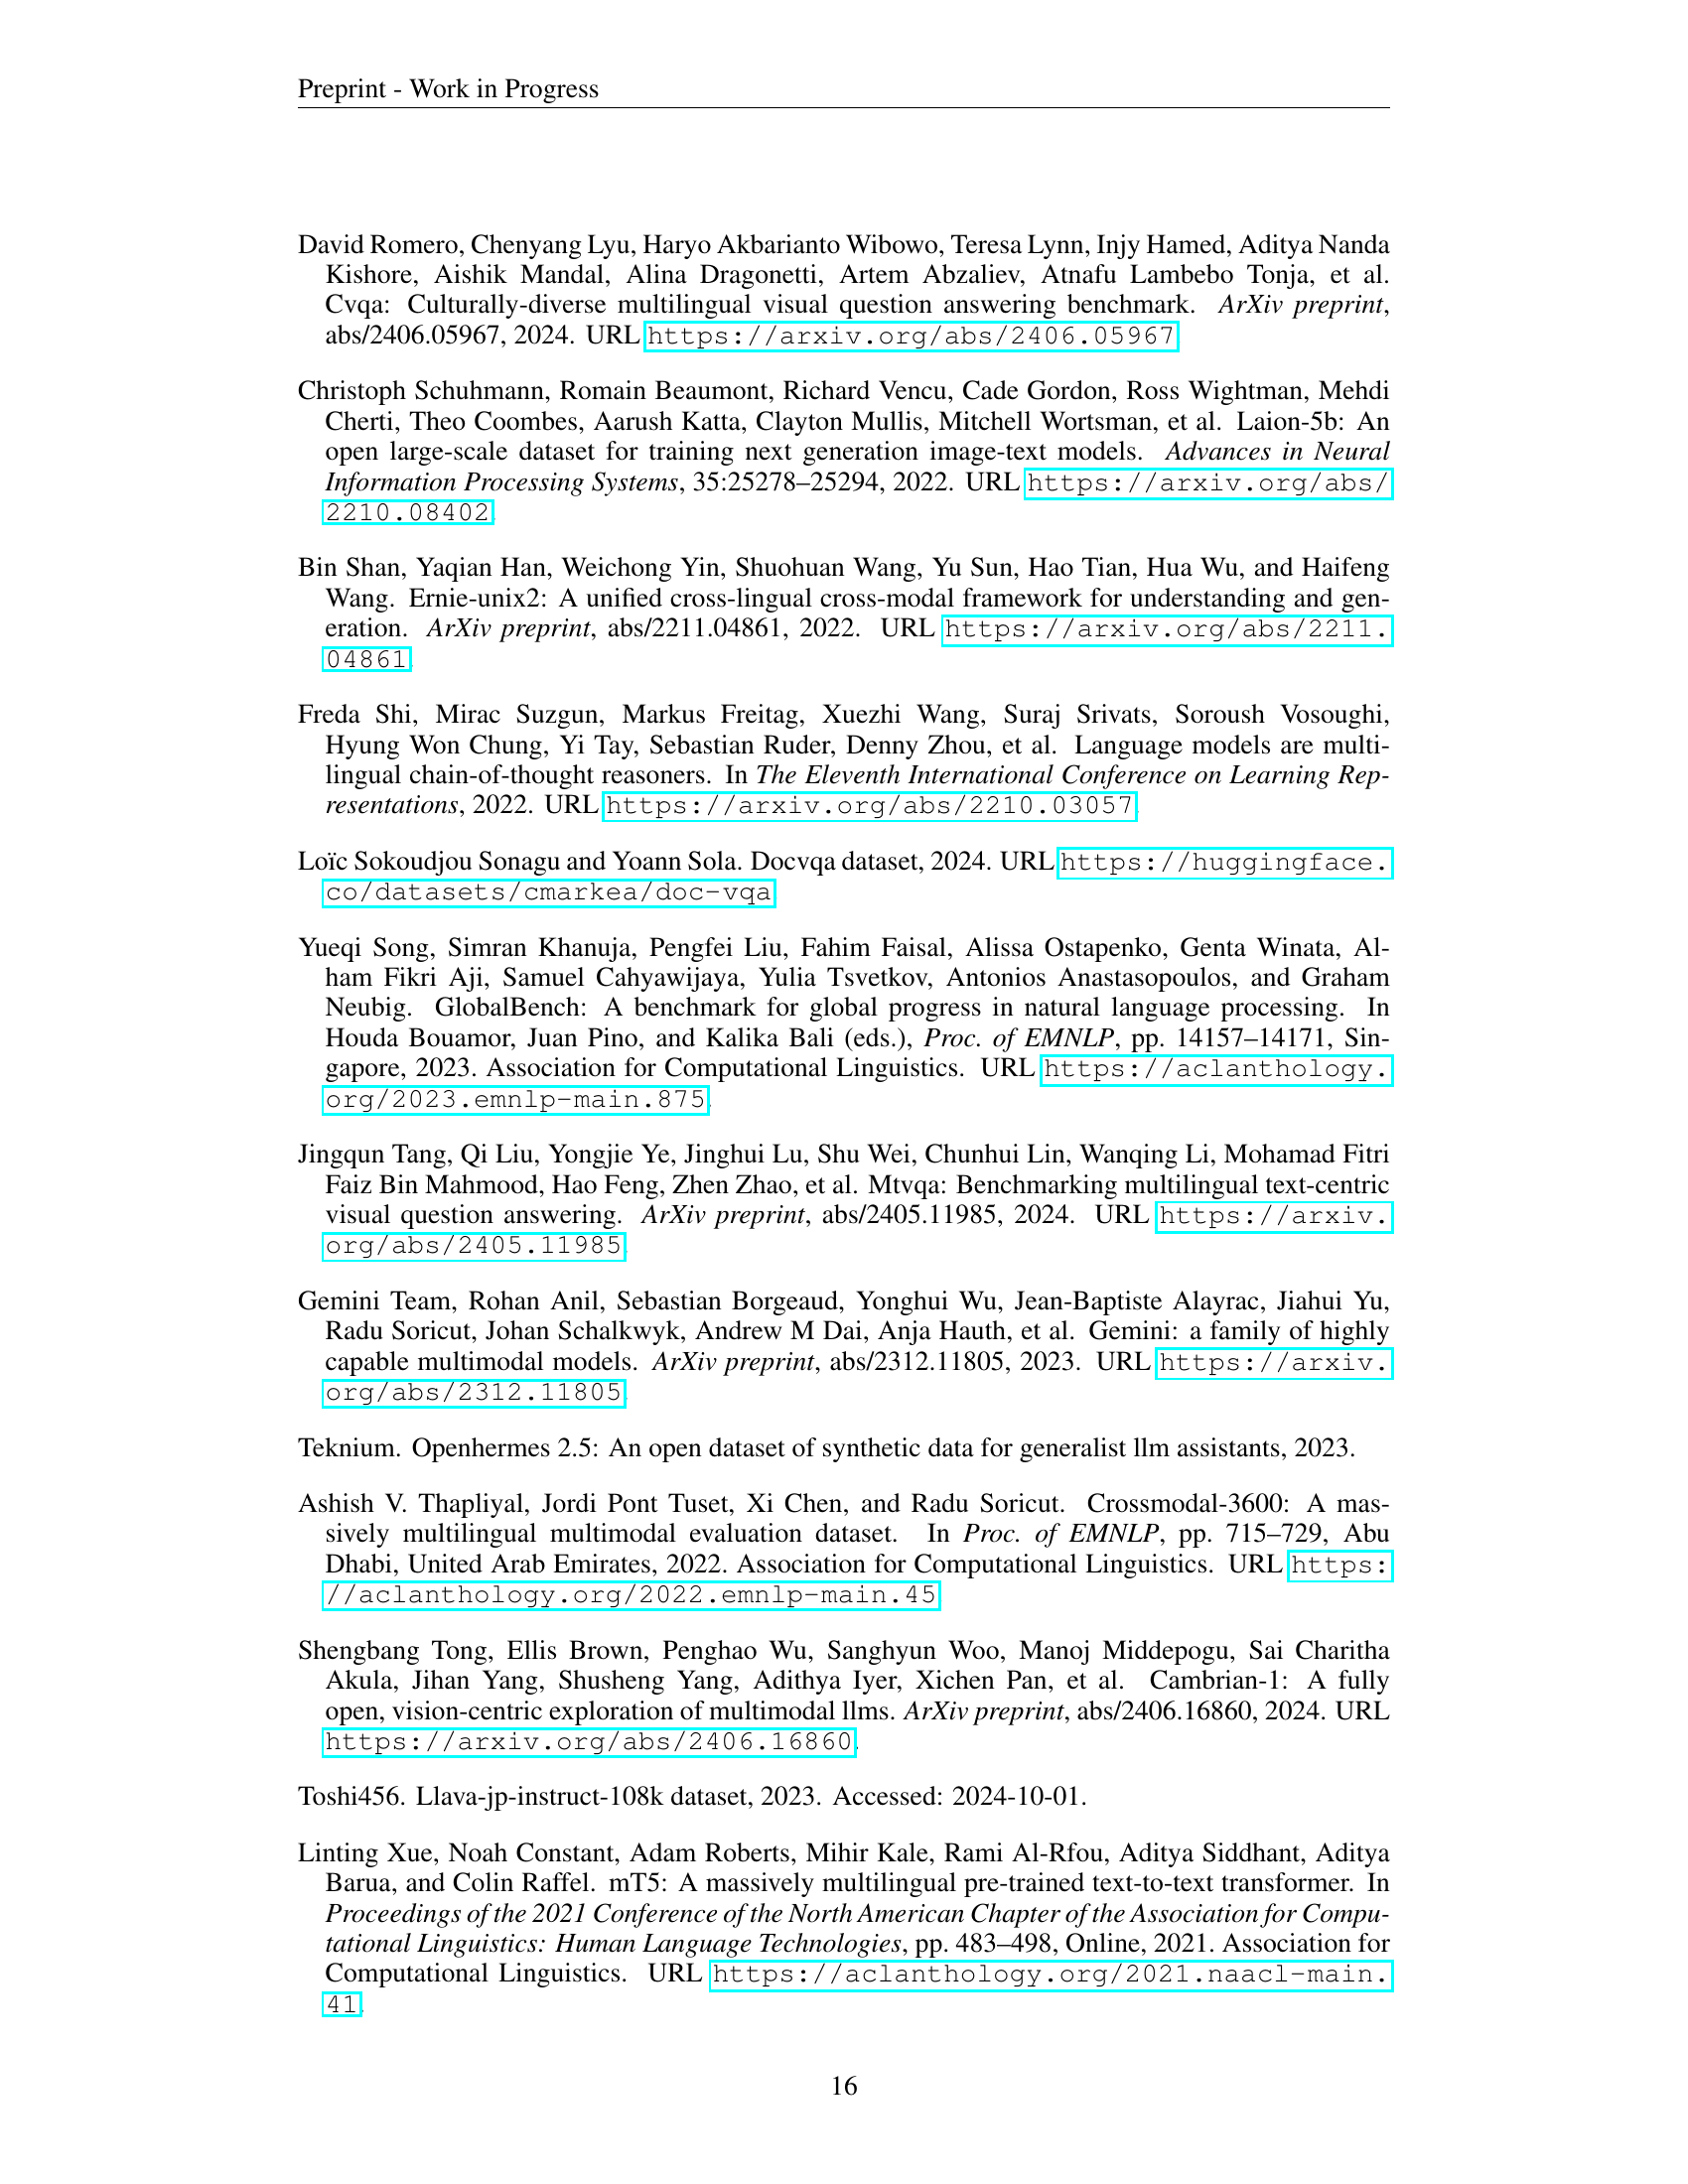 Preprint - Work in Progress
David Romero, Chenyang Lyu, Haryo Akbarianto Wibowo, Teresa Lynn, Injy Hamed, Aditya Nanda
Kishore, Aishik Mandal, Alina Dragonetti, Artem Abzaliev, Atnafu Lambebo Tonja, et al.
Cvqa: Culturally-diverse multilingual visual question answering benchmark. ArXiv preprint,
abs/2406.05967, 2024. URL https://arxiv.org/abs/2406.05967.
Christoph Schuhmann, Romain Beaumont, Richard Vencu, Cade Gordon, Ross Wightman, Mehdi
Cherti, Theo Coombes, Aarush Katta, Clayton Mullis, Mitchell Wortsman, et al. Laion-5b: An
open large-scale dataset for training next generation image-text models. Advances in Neural
Information Processing Systems, 35:25278–25294, 2022. URL https://arxiv.org/abs/
2210.08402.
Bin Shan, Yaqian Han, Weichong Yin, Shuohuan Wang, Yu Sun, Hao Tian, Hua Wu, and Haifeng
Wang. Ernie-unix2: A unified cross-lingual cross-modal framework for understanding and gen-
eration. ArXiv preprint, abs/2211.04861, 2022. URL https://arxiv.org/abs/2211.
04861.
Freda Shi, Mirac Suzgun, Markus Freitag, Xuezhi Wang, Suraj Srivats, Soroush Vosoughi,
Hyung Won Chung, Yi Tay, Sebastian Ruder, Denny Zhou, et al. Language models are multi-
lingual chain-of-thought reasoners. In The Eleventh International Conference on Learning Rep-
resentations, 2022. URL https://arxiv.org/abs/2210.03057.
Loïc Sokoudjou Sonagu and Yoann Sola. Docvqa dataset, 2024. URL https://huggingface.
co/datasets/cmarkea/doc-vqa.
Yueqi Song, Simran Khanuja, Pengfei Liu, Fahim Faisal, Alissa Ostapenko, Genta Winata, Al-
ham Fikri Aji, Samuel Cahyawijaya, Yulia Tsvetkov, Antonios Anastasopoulos, and Graham
Neubig. GlobalBench: A benchmark for global progress in natural language processing. In
Houda Bouamor, Juan Pino, and Kalika Bali (eds.), Proc. of EMNLP, pp. 14157–14171, Sin-
gapore, 2023. Association for Computational Linguistics. URL https://aclanthology.
org/2023.emnlp-main.875.
Jingqun Tang, Qi Liu, Yongjie Ye, Jinghui Lu, Shu Wei, Chunhui Lin, Wanqing Li, Mohamad Fitri
Faiz Bin Mahmood, Hao Feng, Zhen Zhao, et al. Mtvqa: Benchmarking multilingual text-centric
visual question answering. ArXiv preprint, abs/2405.11985, 2024. URL https://arxiv.
org/abs/2405.11985.
Gemini Team, Rohan Anil, Sebastian Borgeaud, Yonghui Wu, Jean-Baptiste Alayrac, Jiahui Yu,
Radu Soricut, Johan Schalkwyk, Andrew M Dai, Anja Hauth, et al. Gemini: a family of highly
capable multimodal models. ArXiv preprint, abs/2312.11805, 2023. URL https://arxiv.
org/abs/2312.11805.
Teknium. Openhermes 2.5: An open dataset of synthetic data for generalist llm assistants, 2023.
Ashish V. Thapliyal, Jordi Pont Tuset, Xi Chen, and Radu Soricut. Crossmodal-3600: A mas-
sively multilingual multimodal evaluation dataset. In Proc. of EMNLP, pp. 715–729, Abu
Dhabi, United Arab Emirates, 2022. Association for Computational Linguistics. URL https:
//aclanthology.org/2022.emnlp-main.45.
Shengbang Tong, Ellis Brown, Penghao Wu, Sanghyun Woo, Manoj Middepogu, Sai Charitha
Akula, Jihan Yang, Shusheng Yang, Adithya Iyer, Xichen Pan, et al. Cambrian-1: A fully
open, vision-centric exploration of multimodal llms. ArXiv preprint, abs/2406.16860, 2024. URL
https://arxiv.org/abs/2406.16860.
Toshi456. Llava-jp-instruct-108k dataset, 2023. Accessed: 2024-10-01.
Linting Xue, Noah Constant, Adam Roberts, Mihir Kale, Rami Al-Rfou, Aditya Siddhant, Aditya
Barua, and Colin Raffel. mT5: A massively multilingual pre-trained text-to-text transformer. In
Proceedings of the 2021 Conference of the North American Chapter of the Association for Compu-
tational Linguistics: Human Language Technologies, pp. 483–498, Online, 2021. Association for
Computational Linguistics. URL https://aclanthology.org/2021.naacl-main.
41.
16